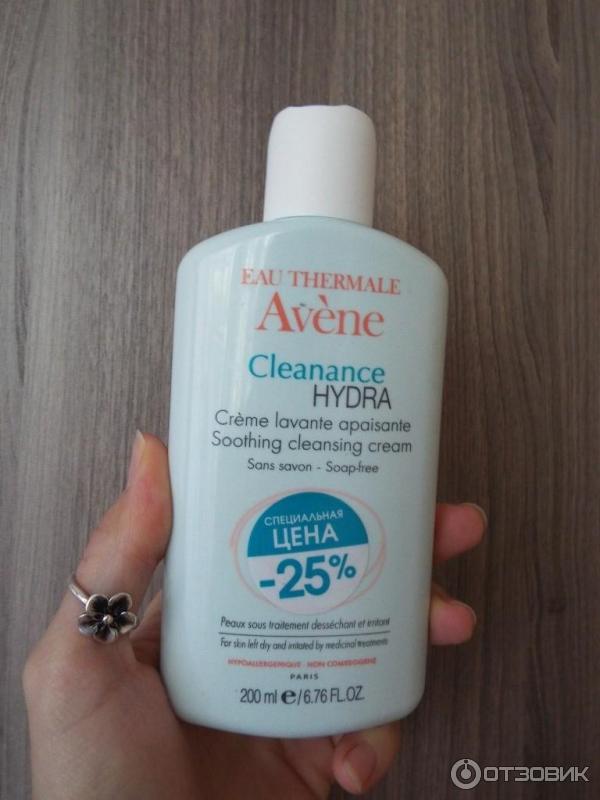 EAU THERMALE
Avène
Cleanance
HYDRA
Crème lavante apaisante
Soothing cleansing cream
Sans savon - Soap-free
СПЕЦИАЛЬНАЯ
ЦЕНА
-25%
Peaux sous traitement desséchant et irritant
For skin left dry and irritated by medicinal treatments
HYPOALLERGENIQUE - NON COMEDOGENE
PARIS
200 ml e/6.76 FL.OZ.
ОТЗОВИК